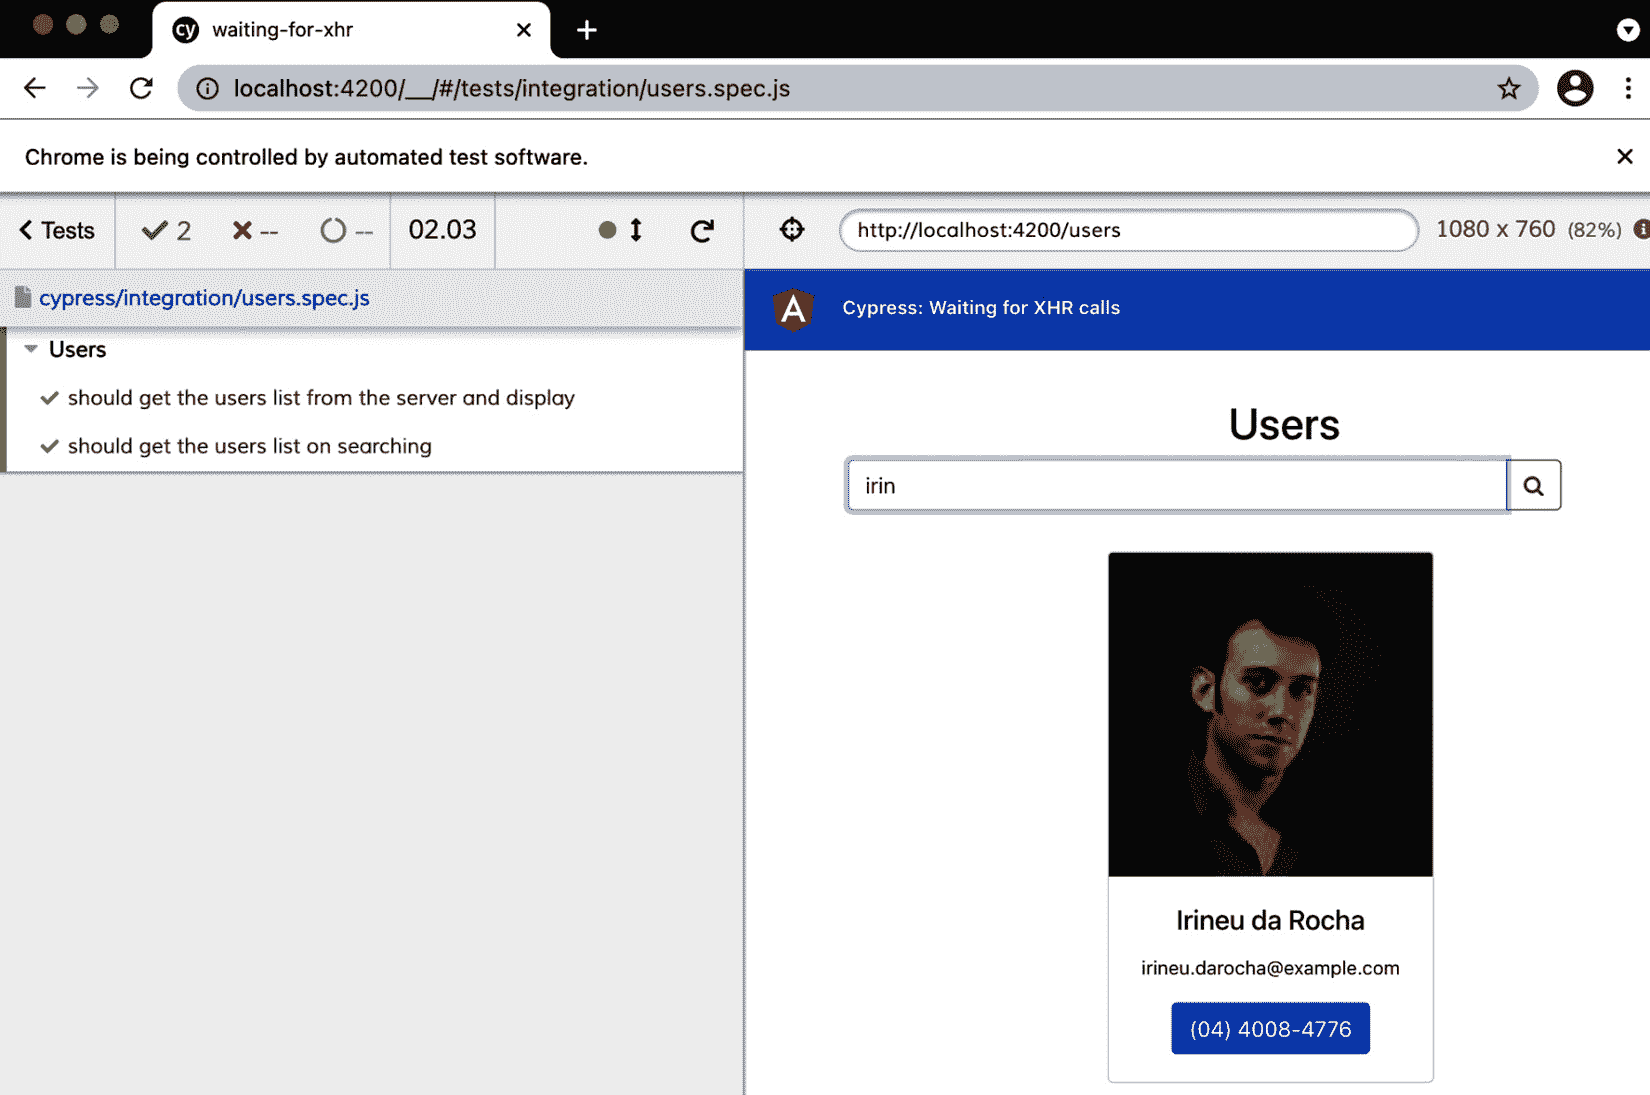 cy waiting-for-xhr
localhost:4200/__/#/tests/integration/users.spec.js
Chrome is being controlled by automated test software.
Tests 2 -- -- 02.03 http://localhost:4200/users 1080 x 760 (82%)
cypress/integration/users.spec.js
A Cypress: Waiting for XHR calls
Users
should get the users list from the server and display
should get the users list on searching
Users
irin
Irineu da Rocha
irineu.darocha@example.com
(04) 4008-4776